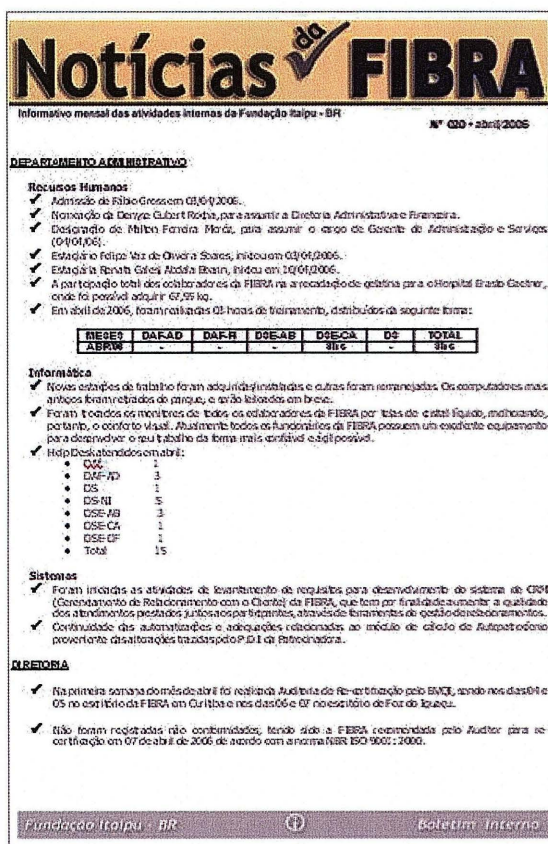 Notícias da FIBRA
Informativo mensal das atividades internas da Fundação Itaipu - BR
Nº 020 • abril/2006
DEPARTAMENTO ADMINISTRATIVO
Recursos Humanos
Admissão de Fábio Gross em 03/04/2006.
Nomeação de Denyse Gubert Rocha, para assumir a Diretoria Administrativa e Financeira.
Designação de Milton Ferreira para assumir o cargo de Gerente de Administração e Serviços
(04/04/06).
Estagiário Felipe Vaz de Oliveira Soares, iniciou em 03/04/2006.
Estagiária Renata iniciou em 10/04/2006.
A participação total dos colaboradores da FIBRA na arrecadação de gelatina para o Hospital Erasto Gaertner,
onde foi possível adquirir 67,95 kg.
Em abril de 2006, foram realizadas 08 horas de treinamento, distribuídos da seguinte forma:
MESES DAF-AD DAF-FI DSE-AB DSE-CA DS TOTAL
ABR/06 - - - 8hs - 8hs
Informática
Novas estações de trabalho foram adquiridas/instaladas e outras foram remanejadas. Os computadores mais
antigos foram retirados do parque, e serão leiloados em breve.
Foram trocados os monitores de todos os colaboradores da FIBRA por telas de cristal líquido, melhorando,
portanto, o conforto visual. Atualmente todos os funcionários da FIBRA possuem um excelente equipamento
para desenvolver o seu trabalho da forma mais confiável e ágil possível.
Help Desk atendidos em abril:
1
DAF-AD 3
DS 1
DS-NI 5
DSE-AB 3
DSE-CA 1
DSE-OF 1
Total 15
Sistemas
Foram iniciadas as atividades de levantamento de requisitos para desenvolvimento do sistema de CRM
(Gerenciamento de Relacionamento com o Cliente) da FIBRA, que tem por finalidade aumentar a qualidade
dos atendimentos prestados juntos aos participantes, através de ferramentas de gestão de relacionamentos.
Continuidade das automatizações e adequações relacionadas ao módulo de cálculo de Autopatrocínio
proveniente das alterações trazidas pelo P.D.I da Patrocinadora.
DIRETORIA
Na primeira semana do mês de abril foi realizada Auditoria de Re-certificação pelo BVQI, sendo nos dias 04 e
05 no escritório da FIBRA em Curitiba e nos dias 06 e 07 no escritório de Foz do Iguaçu.
Não foram registradas não conformidades, tendo sido a FIBRA recomendada pelo Auditor para re-
certificação em 07 de abril de 2006 de acordo com a norma NBR ISO 9001: 2000.
Fundação Itaipu - BR Boletim Interno